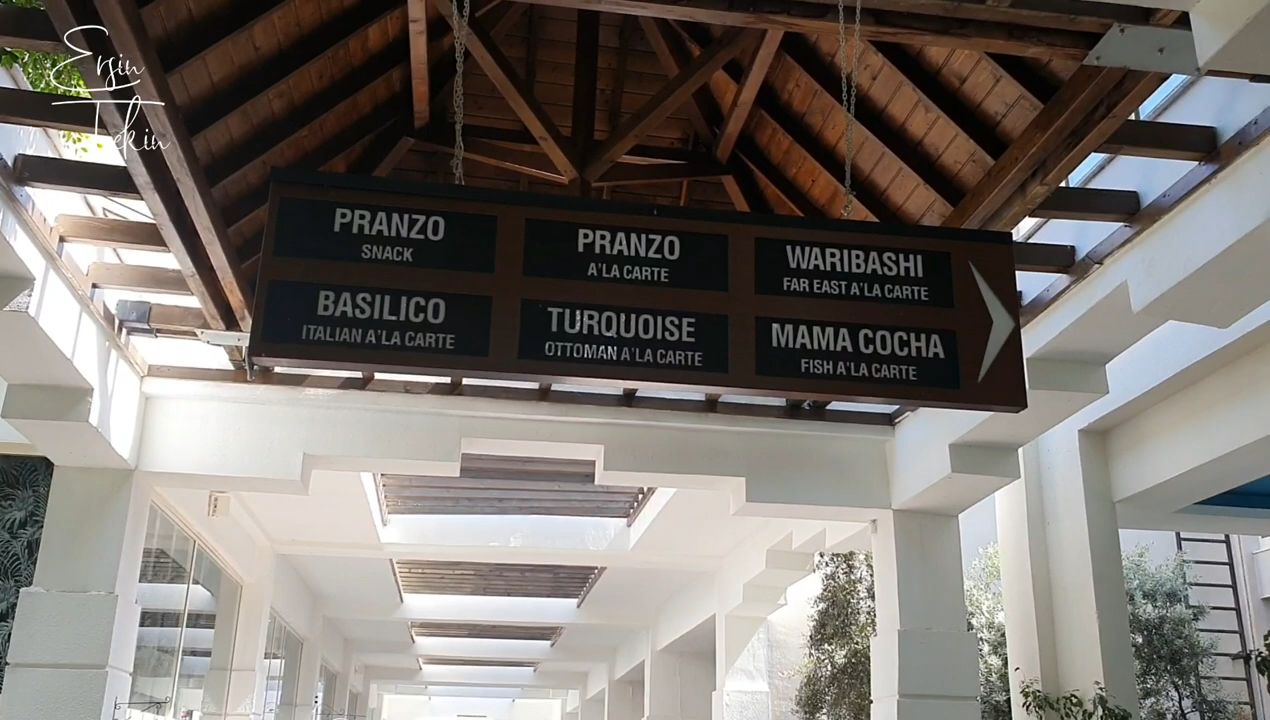 Ersin
Tekin
PRANZO
SNACK
PRANZO
A'LA CARTE
WARIBASHI
FAR EAST A'LA CARTE
BASILICO
ITALIAN A'LA CARTE
TURQUOISE
OTTOMAN A'LA CARTE
MAMA COCHA
FISH A'LA CARTE